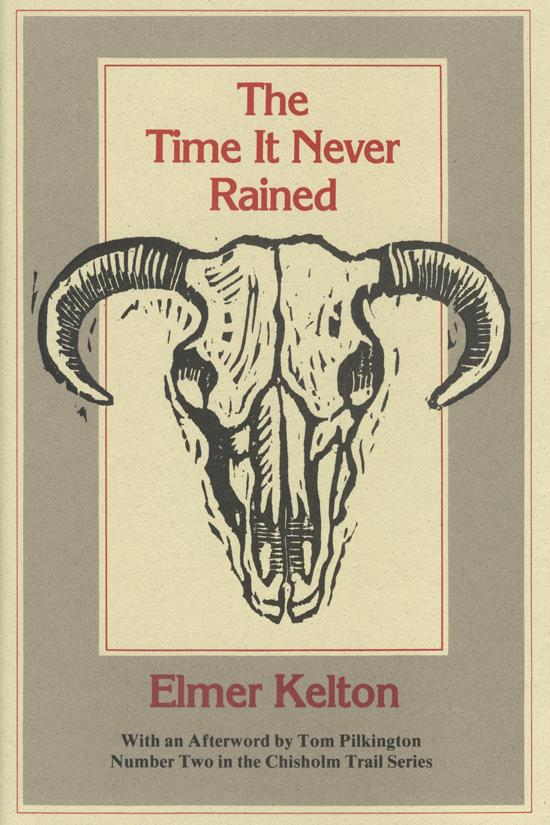 The
Time It Never
Rained
Elmer Kelton
With an Afterword by Tom Pilkington
Number Two in the Chisholm Trail Series